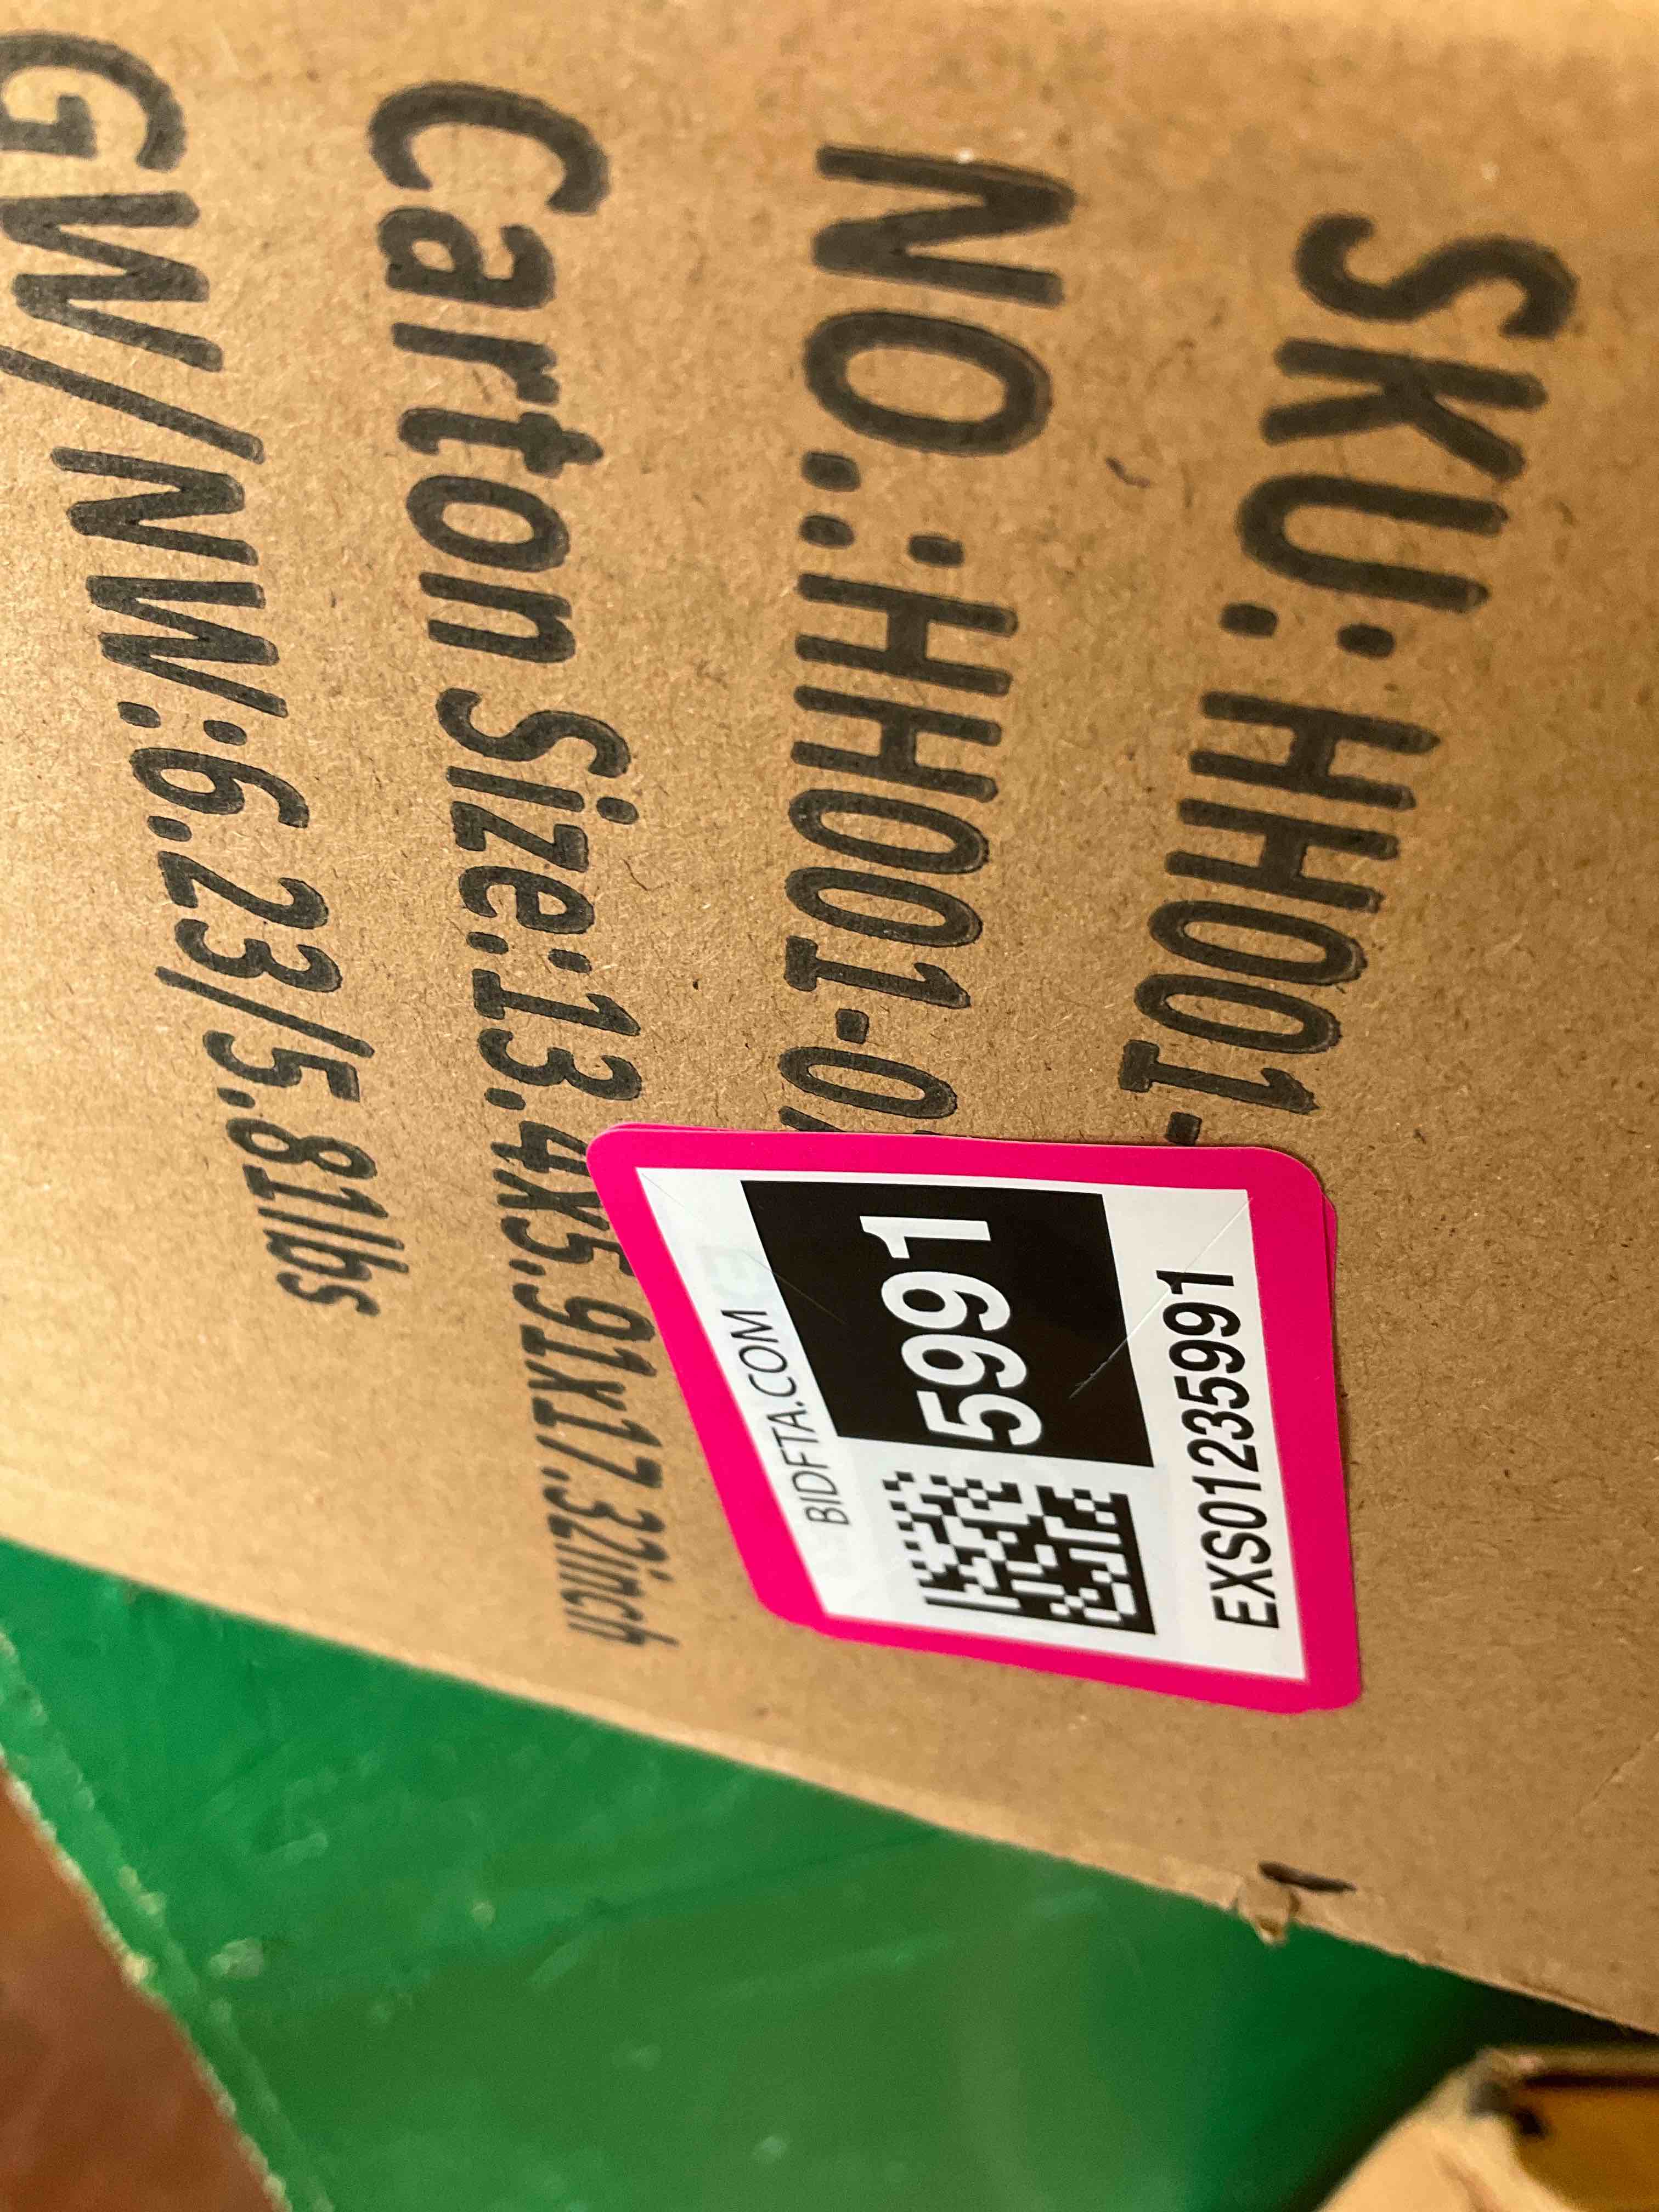 SKU:HH001-
NO.:HH001-0
Carton Size:13.4X5.91X17.32inch
GW/NW:6.23/5.81lbs
BIDFTA.COM
5991
EXS01235991